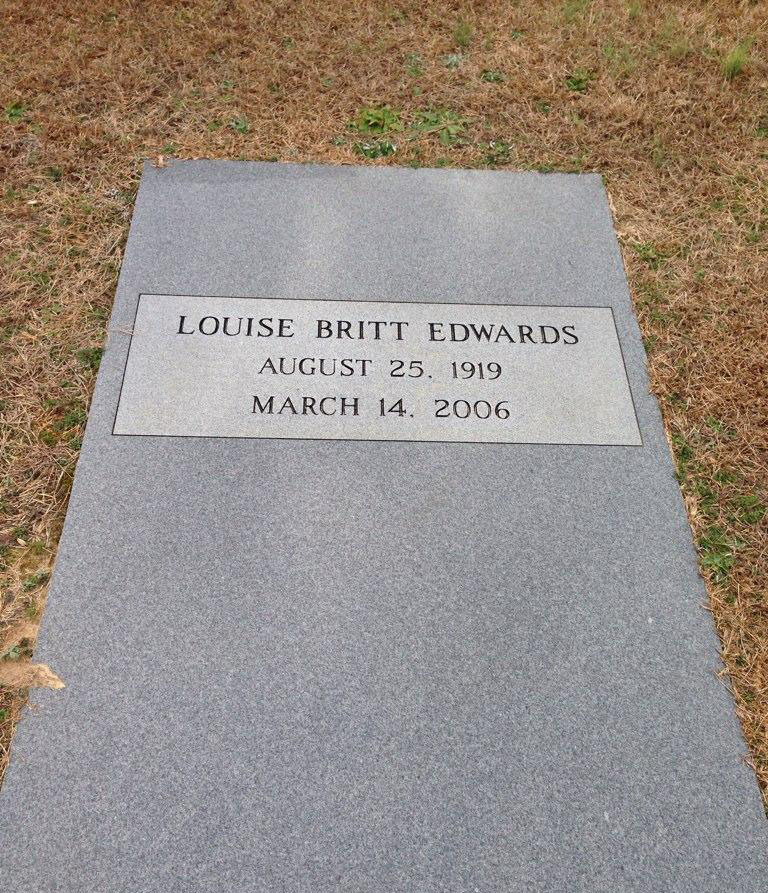 LOUISE BRITT EDWARDS
AUGUST 25, 1919
MARCH 14, 2006